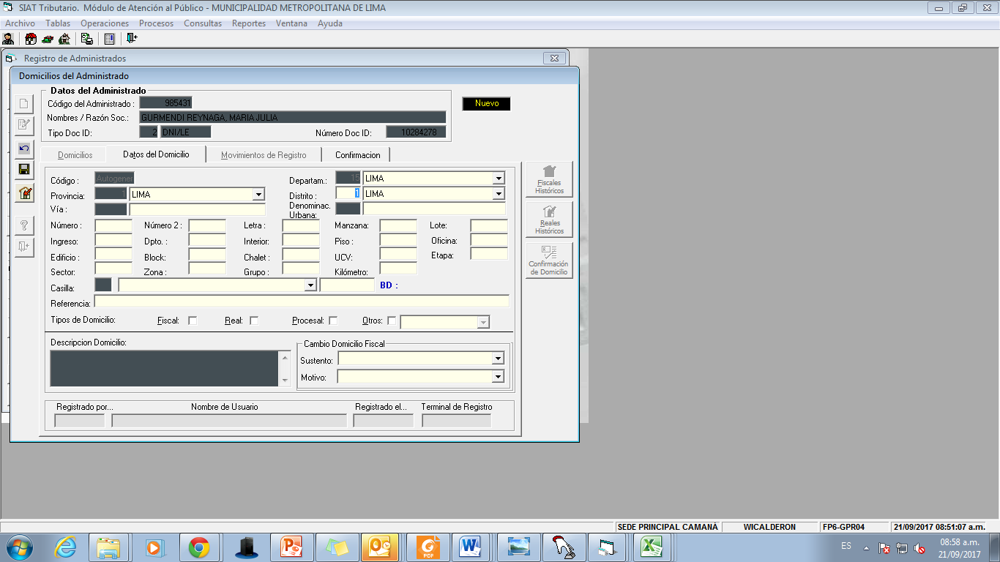 SIAT Tributario. Módulo de Atención al Público - MUNICIPALIDAD METROPOLITANA DE LIMA
Archivo Tablas Operaciones Procesos Consultas Reportes Ventana Ayuda
Registro de Administrados
Domicilios del Administrado
Datos del Administrado
Código del Administrado : 985431
Nuevo
Nombres / Razón Soc.: GURMENDI REYNAGA, MARIA JULIA
Tipo Doc ID: 2 DNI/LE Número Doc ID: 10284278
Domicilios Datos del Domicilio Movimientos de Registro Confirmacion
Código : Autogener Departam.: 15 LIMA
Provincia: 1 LIMA Distrito : 1 LIMA
Vía : Denominac. Urbana:
Número : Número 2 : Letra : Manzana: Lote:
Ingreso: Dpto. : Interior: Piso : Oficina:
Edificio : Block: Chalet : UCV: Etapa:
Sector: Zona : Grupo : Kilómetro:
Casilla: BD :
Referencia:
Tipos de Domicilio: Fiscal: Real: Procesal: Otros:
Descripcion Domicilio:
Cambio Domicilio Fiscal
Sustento:
Motivo:
Registrado por... Nombre de Usuario Registrado el... Terminal de Registro
Fiscales Históricos
Reales Históricos
Confirmación de Domicilio
SEDE PRINCIPAL CAMANÁ WICALDERON FP6-GPR04 21/09/2017 08:51:07 a.m.
PDF
ES 08:58 a.m.
21/09/2017